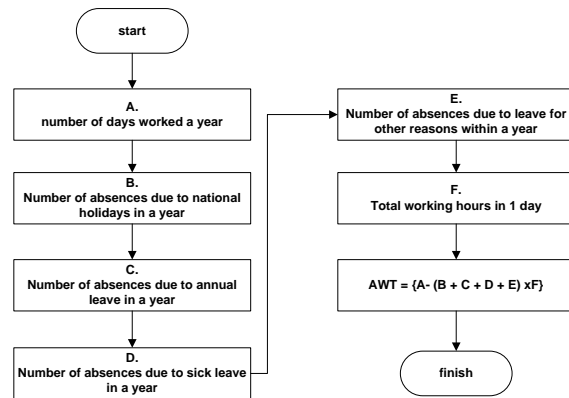 start
A.
number of days worked a year
B.
Number of absences due to national
holidays in a year
C.
Number of absences due to annual
leave in a year
D.
Number of absences due to sick leave
in a year
E.
Number of absences due to leave for
other reasons within a year
F.
Total working hours in 1 day
AWT = {A- (B + C + D + E) xF}
finish